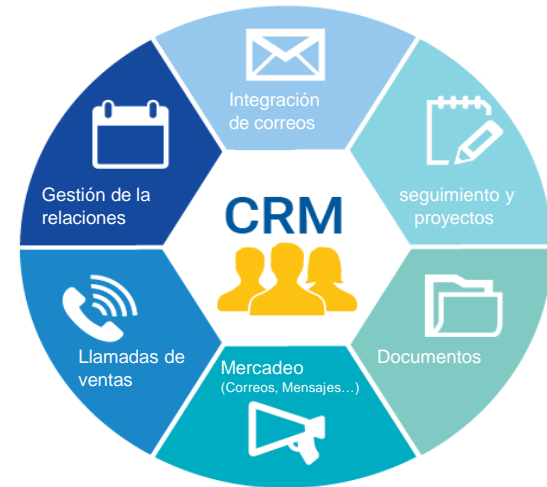 Integración
de correos
Gestión de la
relaciones
seguimiento y
proyectos
CRM
Llamadas de
ventas
Mercadeo
(Correos, Mensajes...)
Documentos